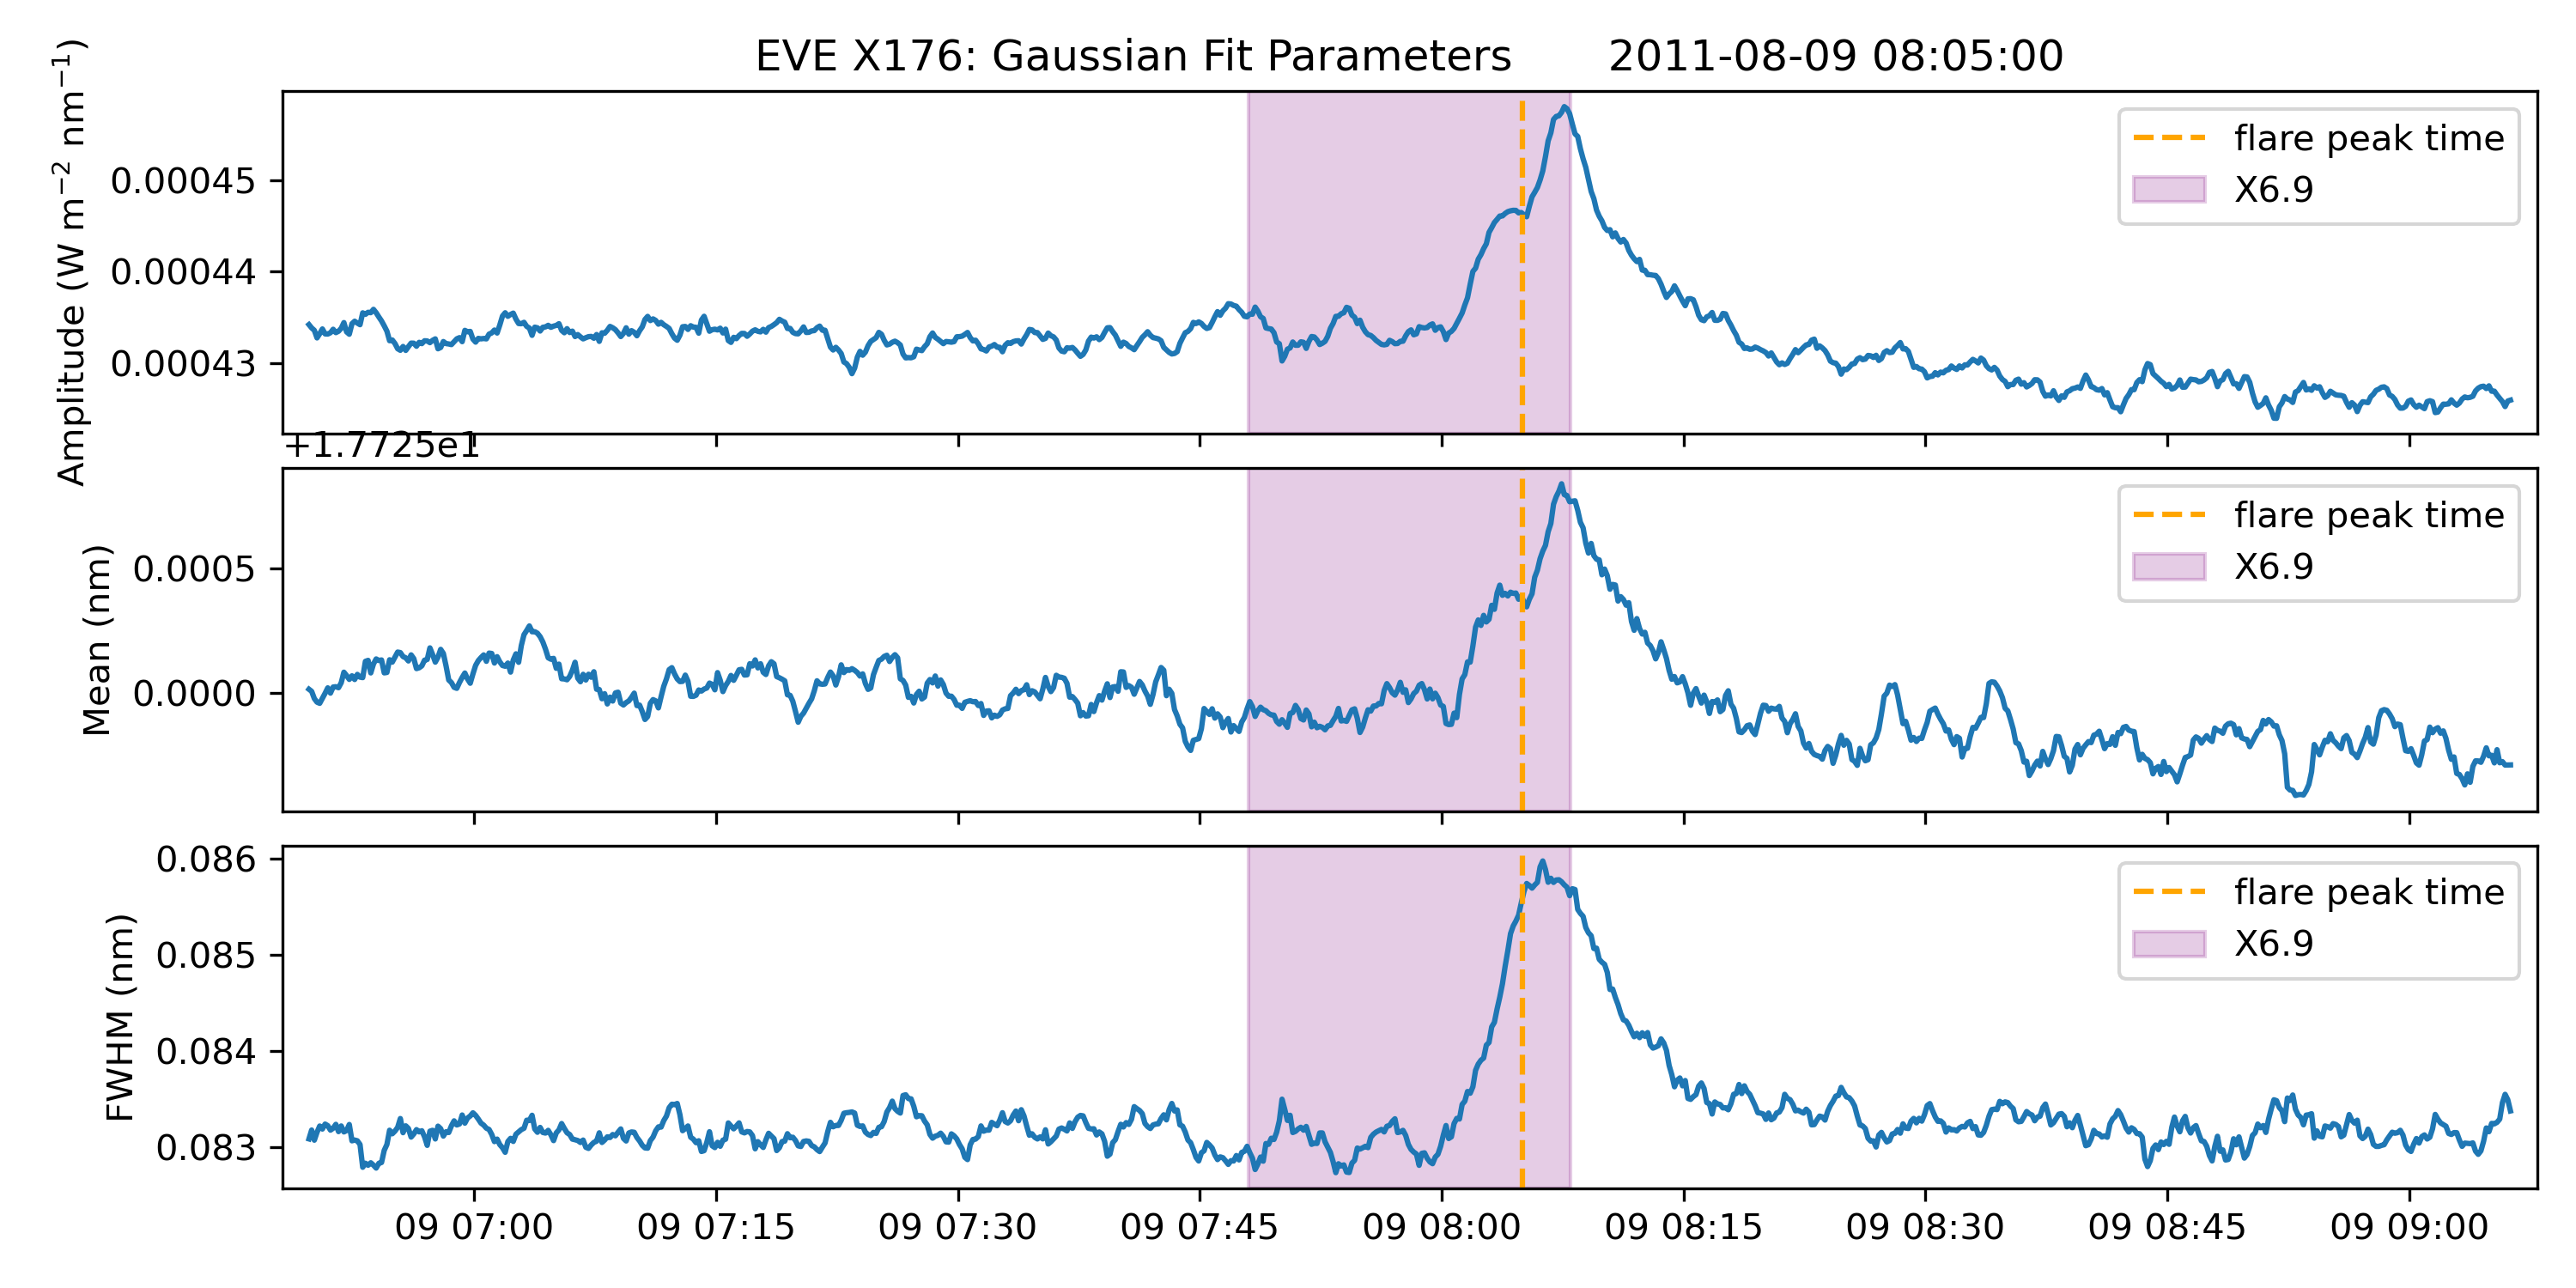 EVE X176: Gaussian Fit Parameters 2011-08-09 08:05:00
Amplitude (W m⁻² nm⁻¹)
0.00045
0.00044
0.00043
flare peak time
X6.9
+1.7725e1
Mean (nm)
0.0005
0.0000
flare peak time
X6.9
FWHM (nm)
0.086
0.085
0.084
0.083
flare peak time
X6.9
09 07:00 09 07:15 09 07:30 09 07:45 09 08:00 09 08:15 09 08:30 09 08:45 09 09:00